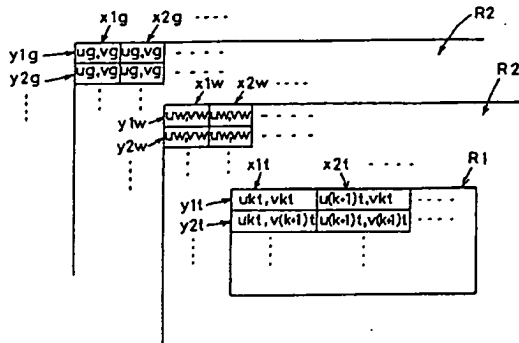 x1g x2g
R2
y1g ug,vg ug,vg
y2g ug,vg ug,vg
x1w x2w
R2
y1w uw,vw uw,vw
y2w uw,vw uw,vw
x1t x2t
R1
y1t ukt,vkt u(k+1)t,vkt
y2t ukt,v(k+1)t u(k+1)t,v(k+1)t